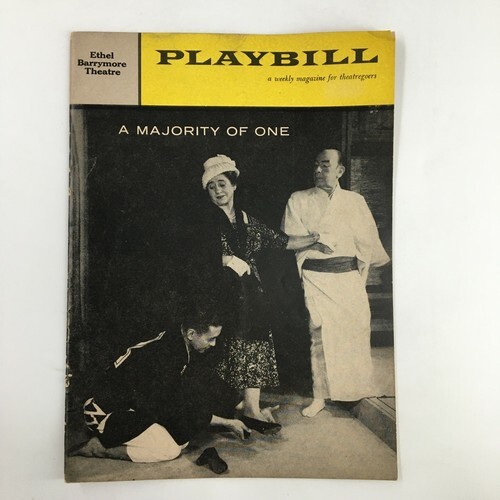 Ethel
Barrymore
Theatre
PLAYBILL
a weekly magazine for theatregoers
A MAJORITY OF ONE